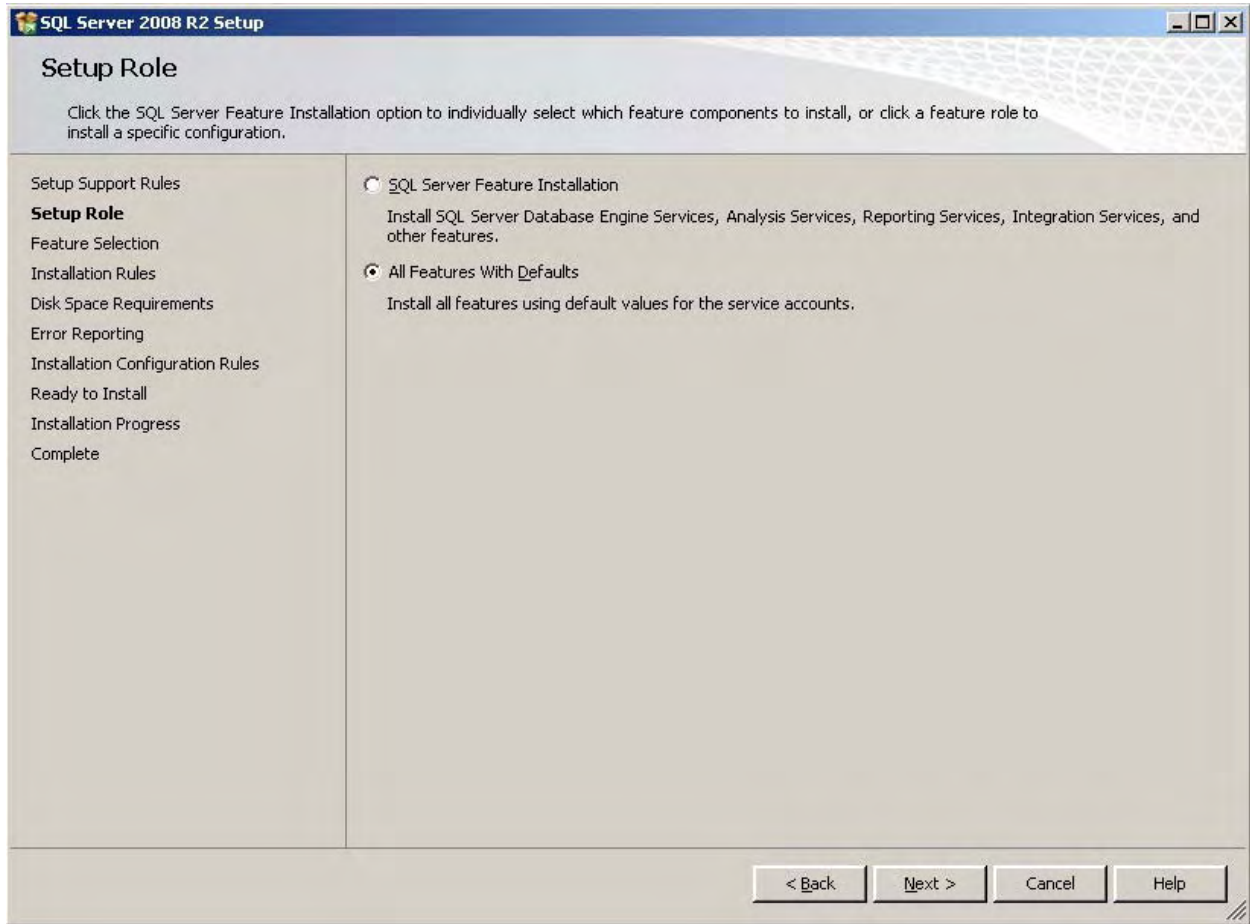 SQL Server 2008 R2 Setup
Setup Role
Click the SQL Server Feature Installation option to individually select which feature components to install, or click a feature role to
install a specific configuration.
Setup Support Rules
Setup Role
Feature Selection
Installation Rules
Disk Space Requirements
Error Reporting
Installation Configuration Rules
Ready to Install
Installation Progress
Complete
SQL Server Feature Installation
Install SQL Server Database Engine Services, Analysis Services, Reporting Services, Integration Services, and
other features.
All Features With Defaults
Install all features using default values for the service accounts.
< Back
Next >
Cancel
Help